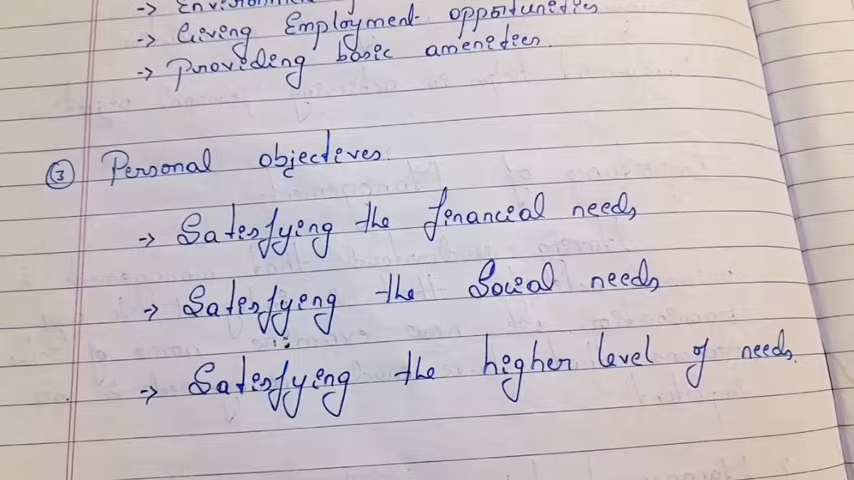 ->
-> Giving Employment opportunities
-> Providing basic amenities.
③ Personal objectives.
-> Satisfying the financial needs
-> Satisfying the Social needs
-> Satisfying the higher level of needs.